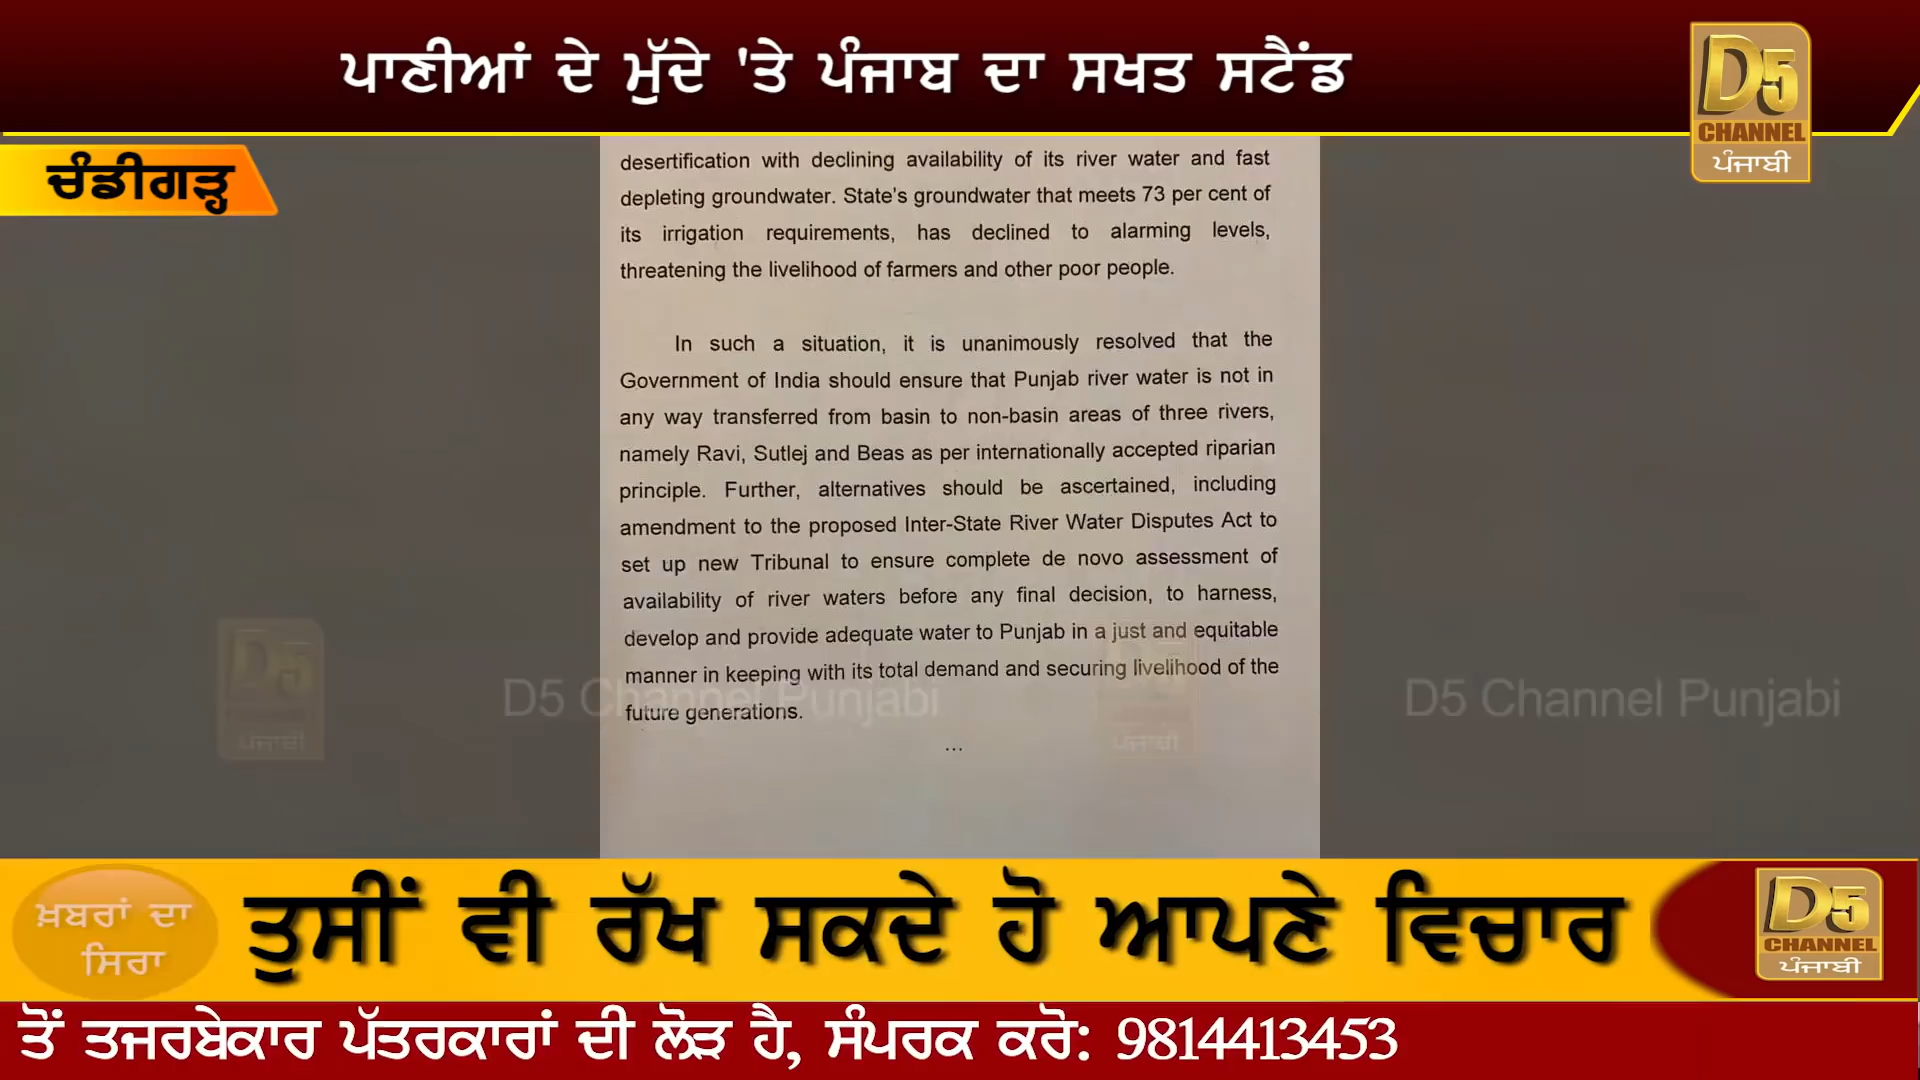 ਪਾਣੀਆਂ ਦੇ ਮੁੱਦੇ 'ਤੇ ਪੰਜਾਬ ਦਾ ਸਖਤ ਸਟੈਂਡ
D5
CHANNEL
ਪੰਜਾਬੀ
ਚੰਡੀਗੜ੍ਹ
desertification with declining availability of its river water and fast
depleting groundwater. State's groundwater that meets 73 per cent of
its irrigation requirements, has declined to alarming levels,
threatening the livelihood of farmers and other poor people.
In such a situation, it is unanimously resolved that the
Government of India should ensure that Punjab river water is not in
any way transferred from basin to non-basin areas of three rivers,
namely Ravi, Sutlej and Beas as per internationally accepted riparian
principle. Further, alternatives should be ascertained, including
amendment to the proposed Inter-State River Water Disputes Act to
set up new Tribunal to ensure complete de novo assessment of
availability of river waters before any final decision, to harness,
develop and provide adequate water to Punjab in a just and equitable
manner in keeping with its total demand and securing livelihood of the
future generations.
...
D5
CHANNEL
ਪੰਜਾਬੀ
D5 Channel Punjabi
ਪੰਜਾਬੀ
D5 Channel Punjabi
ਖ਼ਬਰਾਂ ਦਾ
ਸਿਰਾ
ਤੁਸੀਂ ਵੀ ਰੱਖ ਸਕਦੇ ਹੋ ਆਪਣੇ ਵਿਚਾਰ
D5
CHANNEL
ਪੰਜਾਬੀ
ਤੋਂ ਤਜਰਬੇਕਾਰ ਪੱਤਰਕਾਰਾਂ ਦੀ ਲੋੜ ਹੈ, ਸੰਪਰਕ ਕਰੋ: 9814413453